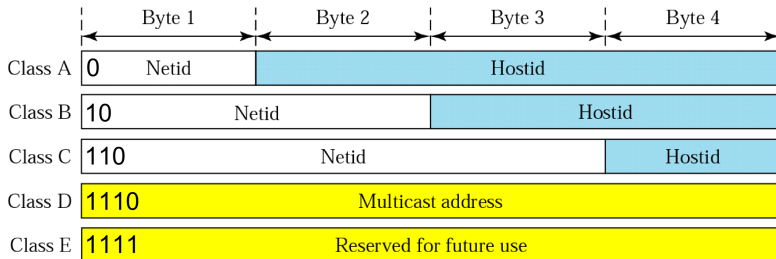 Byte 1 Byte 2 Byte 3 Byte 4
Class A 0 Netid Hostid
Class B 10 Netid Hostid
Class C 110 Netid Hostid
Class D 1110 Multicast address
Class E 1111 Reserved for future use